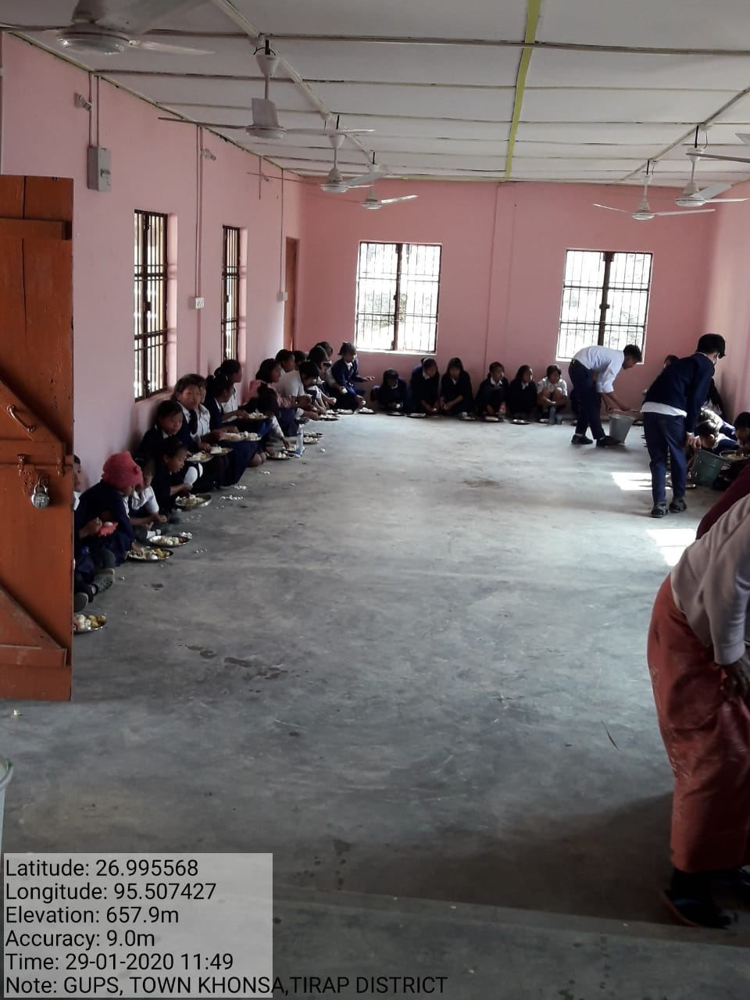 Latitude: 26.995568
Longitude: 95.507427
Elevation: 657.9m
Accuracy: 9.0m
Time: 29-01-2020 11:49
Note: GUPS, TOWN KHONSA,TIRAP DISTRICT